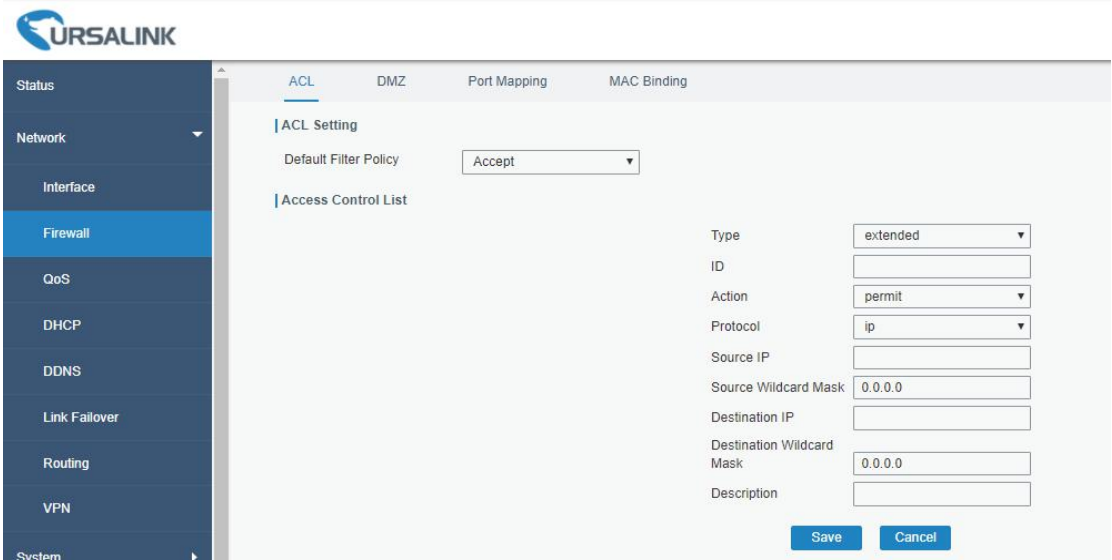 URSALINK
Status
Network
Interface
Firewall
QoS
DHCP
DDNS
Link Failover
Routing
VPN
System
ACL DMZ Port Mapping MAC Binding
ACL Setting
Default Filter Policy Accept
Access Control List
Type extended
ID
Action permit
Protocol ip
Source IP
Source Wildcard Mask 0.0.0.0
Destination IP
Destination Wildcard
Mask 0.0.0.0
Description
Save Cancel